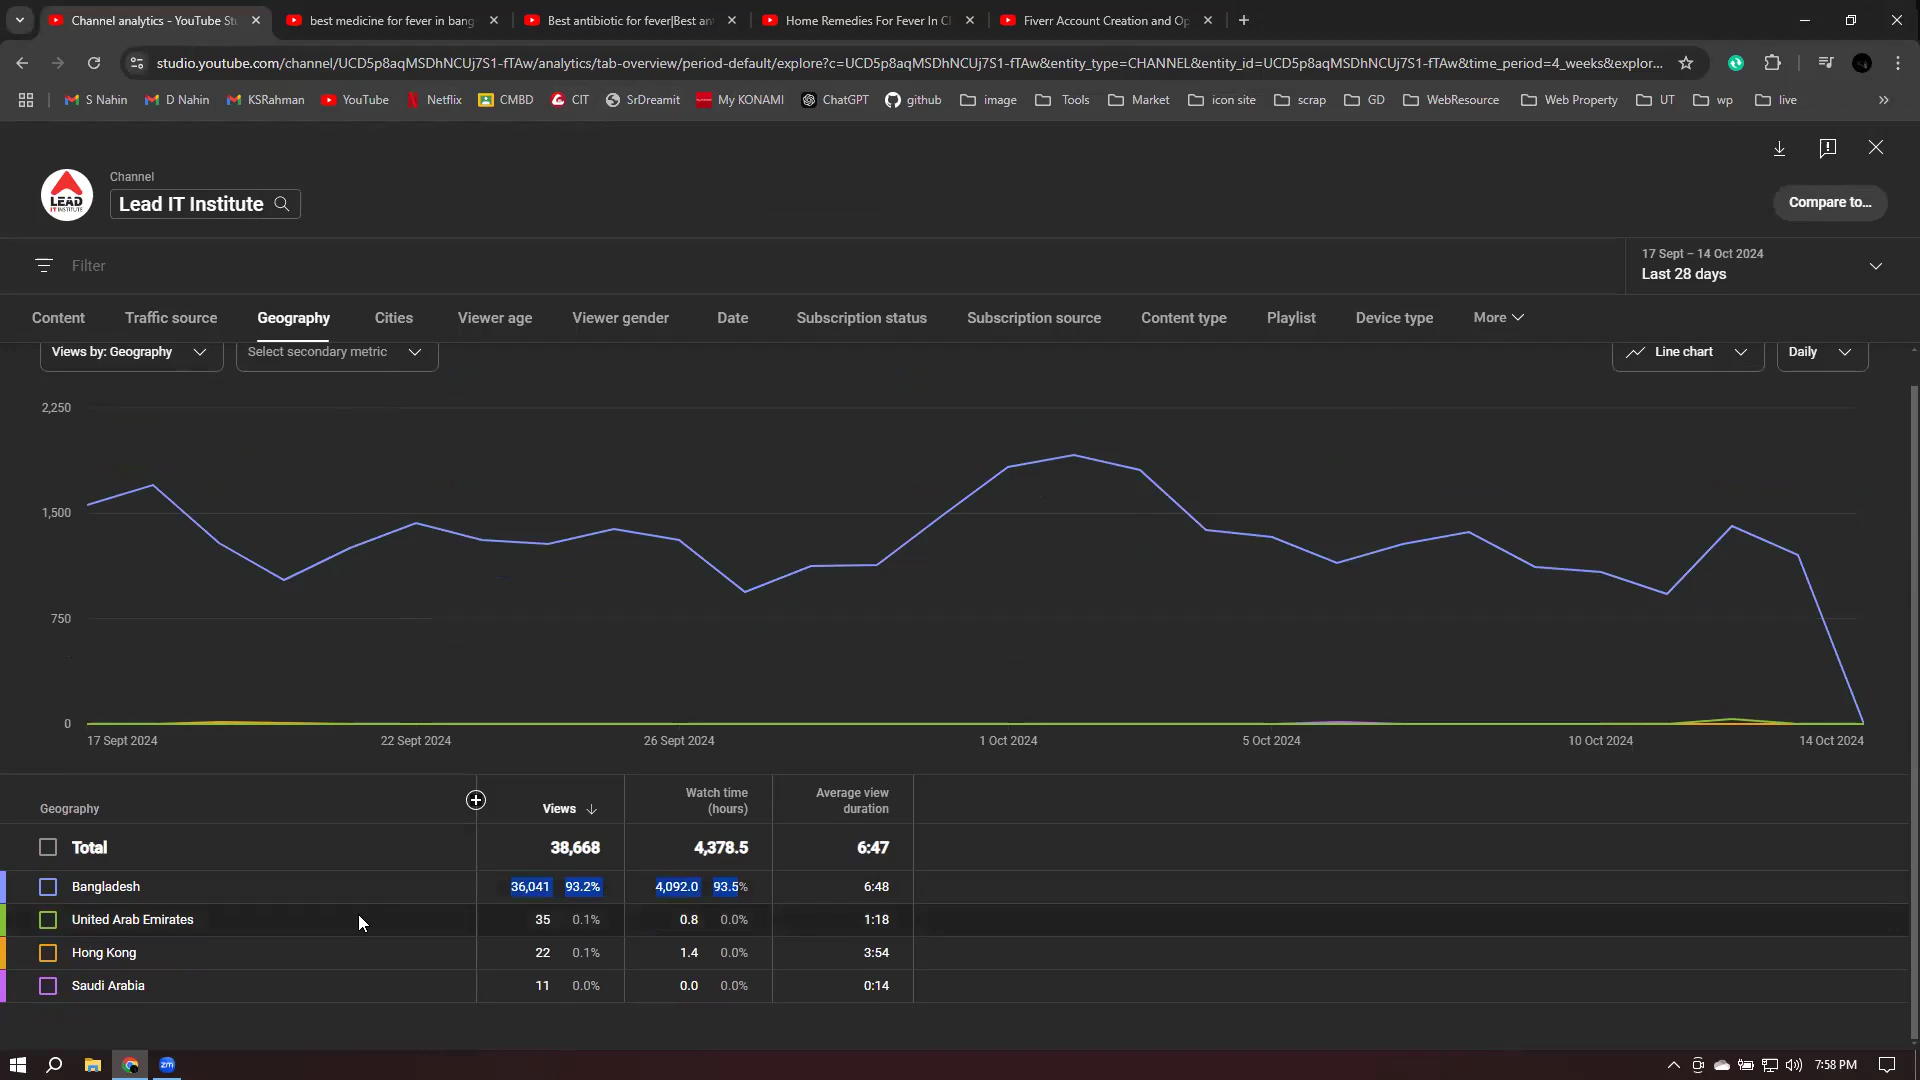 Channel analytics - YouTube St
best medicine for fever in bang
Best antibiotic for fever|Best an
Home Remedies For Fever In C
Fiverr Account Creation and Op
studio.youtube.com/channel/UCD5p8aqMSDhNCUj7S1-fTAw/analytics/tab-overview/period-default/explore?c=UCD5p8aqMSDhNCUj7S1-fTAw&entity_type=CHANNEL&entity_id=UCD5p8aqMSDhNCUj7S1-fTAw&time_period=4_weeks&explor...
S Nahin D Nahin KSRahman YouTube Netflix CMBD CIT SrDreamit My KONAMI ChatGPT github image Tools Market icon site scrap GD WebResource Web Property UT wp live
LEAD
IT INSTITUTE
Channel
Lead IT Institute
Compare to...
Filter
17 Sept – 14 Oct 2024
Last 28 days
Content Traffic source Geography Cities Viewer age Viewer gender Date Subscription status Subscription source Content type Playlist Device type More
Views by: Geography Select secondary metric Line chart Daily
2,250
1,500
750
0
17 Sept 2024 22 Sept 2024 26 Sept 2024 1 Oct 2024 5 Oct 2024 10 Oct 2024 14 Oct 2024
Geography Views Watch time (hours) Average view duration
Total 38,668 4,378.5 6:47
Bangladesh 36,041 93.2% 4,092.0 93.5% 6:48
United Arab Emirates 35 0.1% 0.8 0.0% 1:18
Hong Kong 22 0.1% 1.4 0.0% 3:54
Saudi Arabia 11 0.0% 0.0 0.0% 0:14
zm
7:58 PM